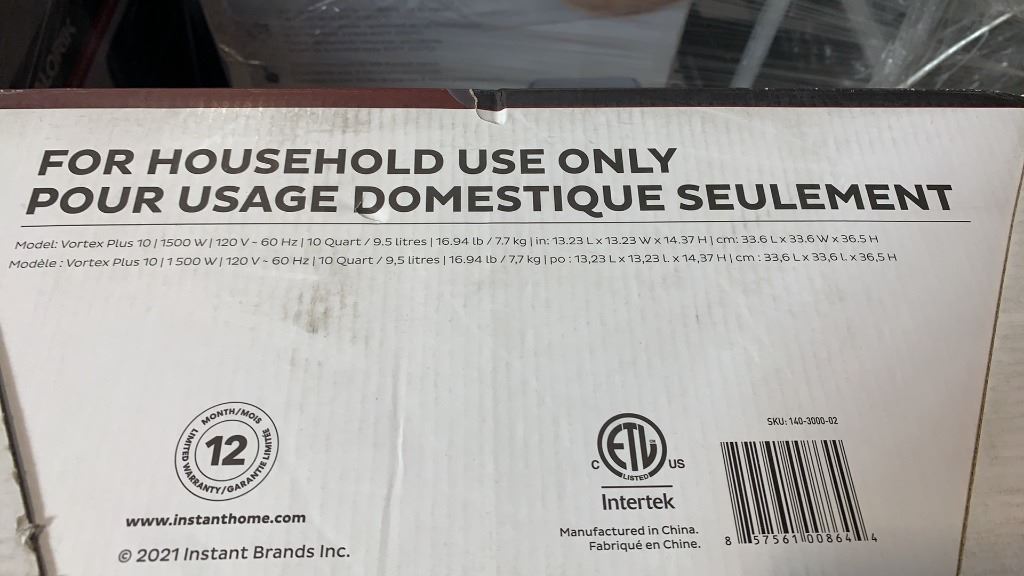 FOR HOUSEHOLD USE ONLY
POUR USAGE DOMESTIQUE SEULEMENT
Model: Vortex Plus 10 | 1500 W | 120 V ~ 60 Hz | 10 Quart / 9.5 litres | 16.94 lb / 7.7 kg | in: 13.23 L x 13.23 W x 14.37 H | cm: 33.6 L x 33.6 W x 36.5 H
Modèle : Vortex Plus 10 | 1 500 W | 120 V ~ 60 Hz | 10 Quart / 9,5 litres | 16.94 lb / 7,7 kg | po : 13,23 L x 13,23 L x 14,37 H | cm : 33,6 L x 33,6 L x 36,5 H
MONTH/MOIS
12
LIMITED WARRANTY/GARANTIE LIMITÉE
www.instanthome.com
© 2021 Instant Brands Inc.
C ETL US
LISTED
Intertek
Manufactured in China.
Fabriqué en Chine.
SKU: 140-3000-02
8 57561 00864 4